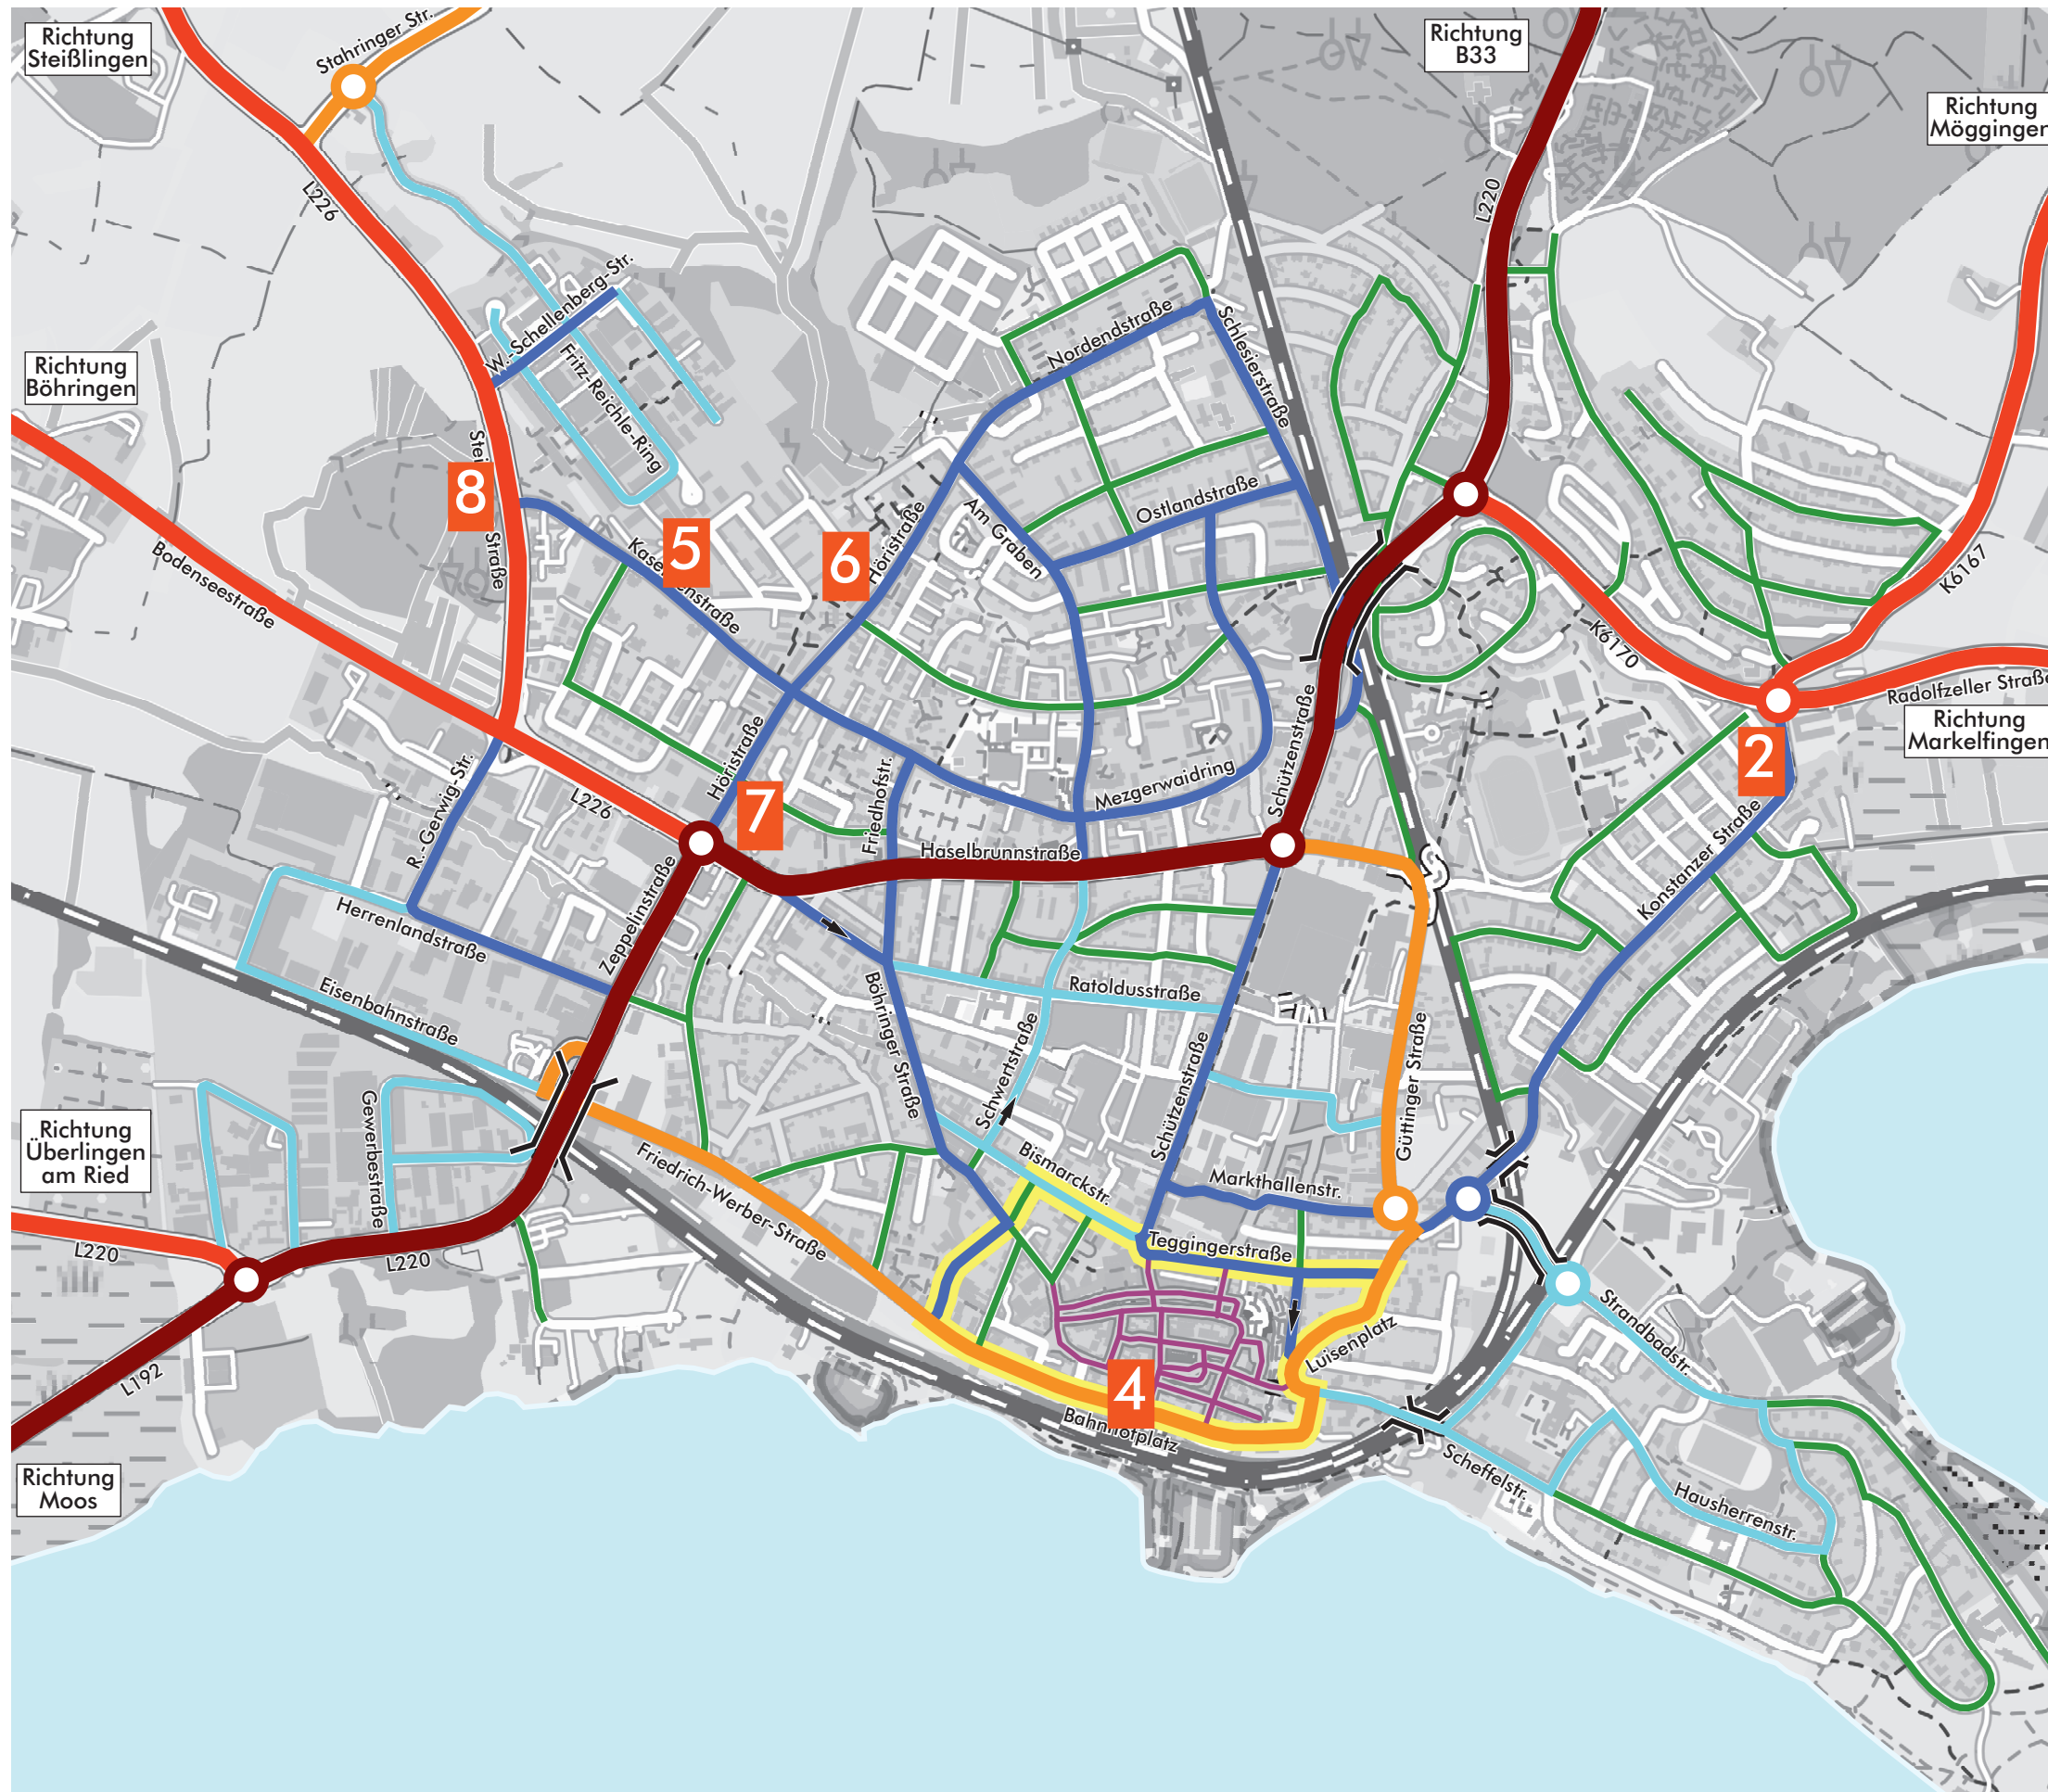 Richtung
Steißlingen
Stahringer Str.
Richtung
B33
Richtung
Möggingen
L226
L220
Richtung
Böhringen
W.-Schellenberg-Str.
Fritz-Reichle-Ring
Nordendstraße
Schlesierstraße
8
Straße
5
6
Höristraße
Am Graben
Ostlandstraße
Bodenseestraße
K6167
K6170
Radolfzeller Straße
Richtung
Markelfingen
2
R.-Gerwig-Str.
L226
Höristraße
7
Friedhofstr.
Mezgerwaidring
Schützenstraße
Haselbrunnstraße
Konstanzer Straße
Herrenlandstraße
Zeppelinstraße
Eisenbahnstraße
Böhringer Straße
Ratoldusstraße
Schwertstraße
Schützenstraße
Güttinger Straße
Richtung
Überlingen
am Ried
Gewerbestraße
Friedrich-Werber-Straße
Bismarckstr.
Markthallenstr.
Teggingerstraße
L220
L220
Luisenplatz
Strandbadstr.
L192
4
Bahnhofplatz
Scheffelstr.
Hausherrenstr.
Richtung
Moos